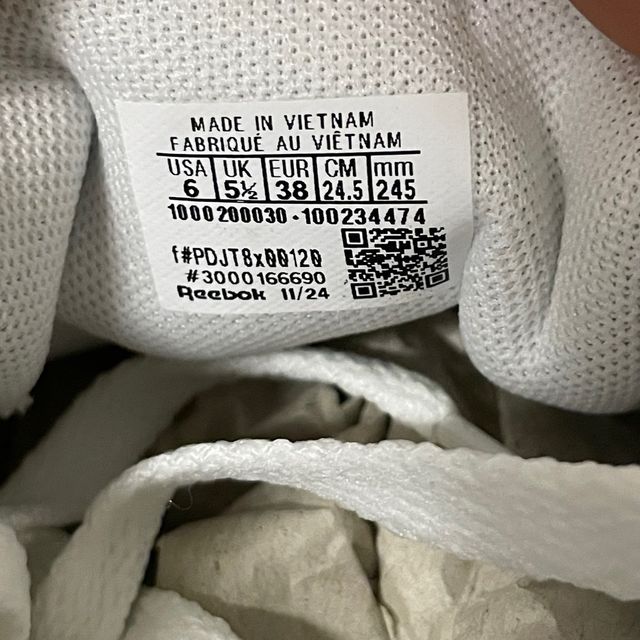 MADE IN VIETNAM
FABRIQUÉ AU VIÊTNAM
USA UK EUR CM mm
6 5½ 38 24.5 245
1000200030-100234474
f#PDJT8x00120
#3000166690
Reebok 11/24